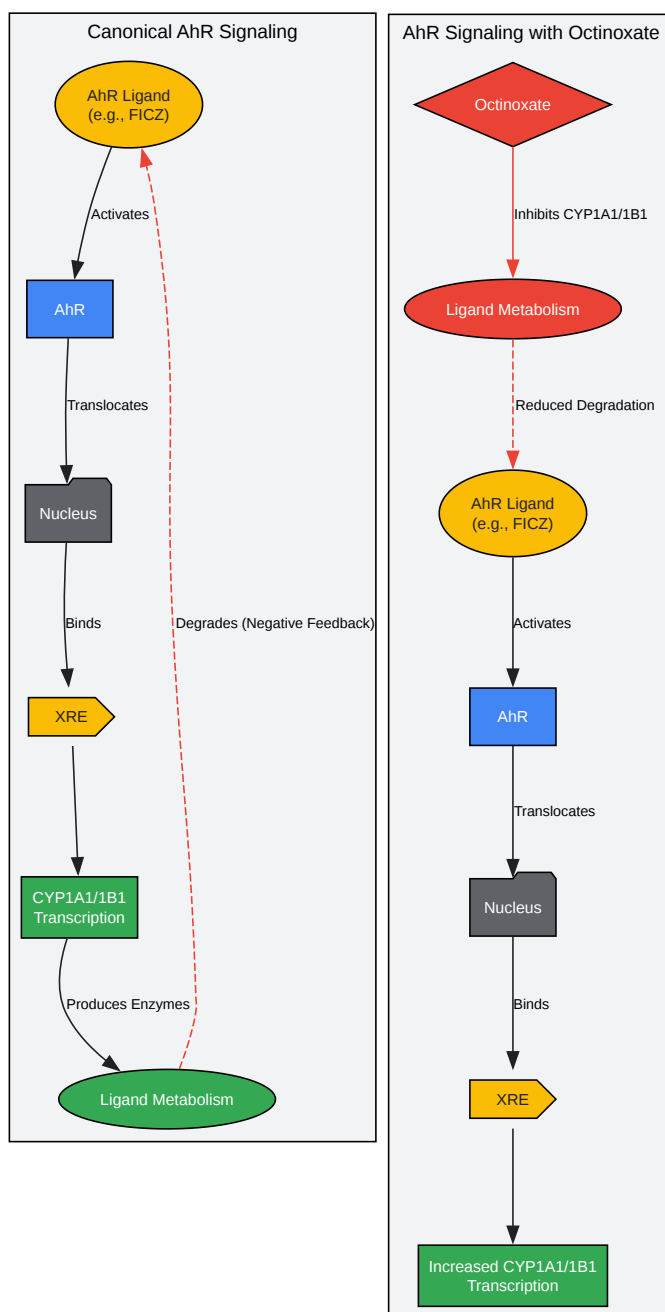 Canonical AhR Signaling
AhR Ligand
(e.g., FICZ)
Activates
AhR
Translocates
Nucleus
Binds
Degrades (Negative Feedback)
XRE
CYP1A1/1B1
Transcription
Produces Enzymes
Ligand Metabolism
AhR Signaling with Octinoxate
Octinoxate
Inhibits CYP1A1/1B1
Ligand Metabolism
Reduced Degradation
AhR Ligand
(e.g., FICZ)
Activates
AhR
Translocates
Nucleus
Binds
XRE
Increased CYP1A1/1B1
Transcription